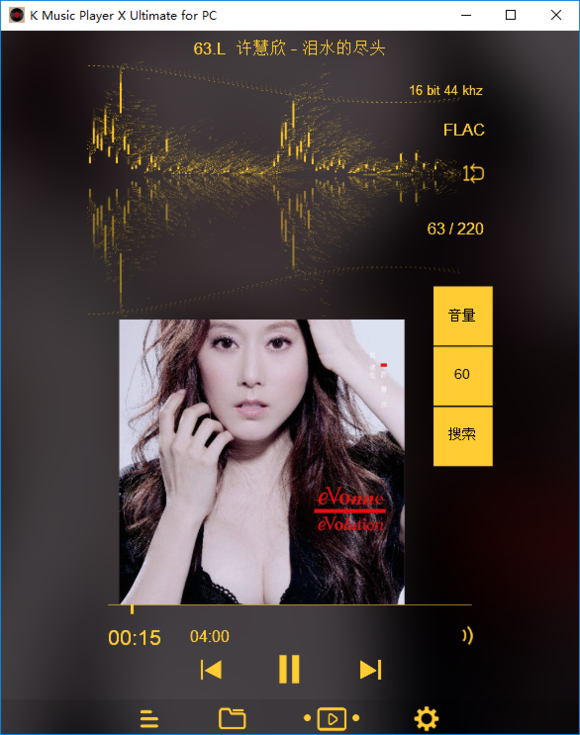 K Music Player X Ultimate for PC
63.L 许慧欣 - 泪水的尽头
16 bit 44 khz
FLAC
1
63 / 220
音量
60
搜索
eVonne
eVolution
00:15
04:00